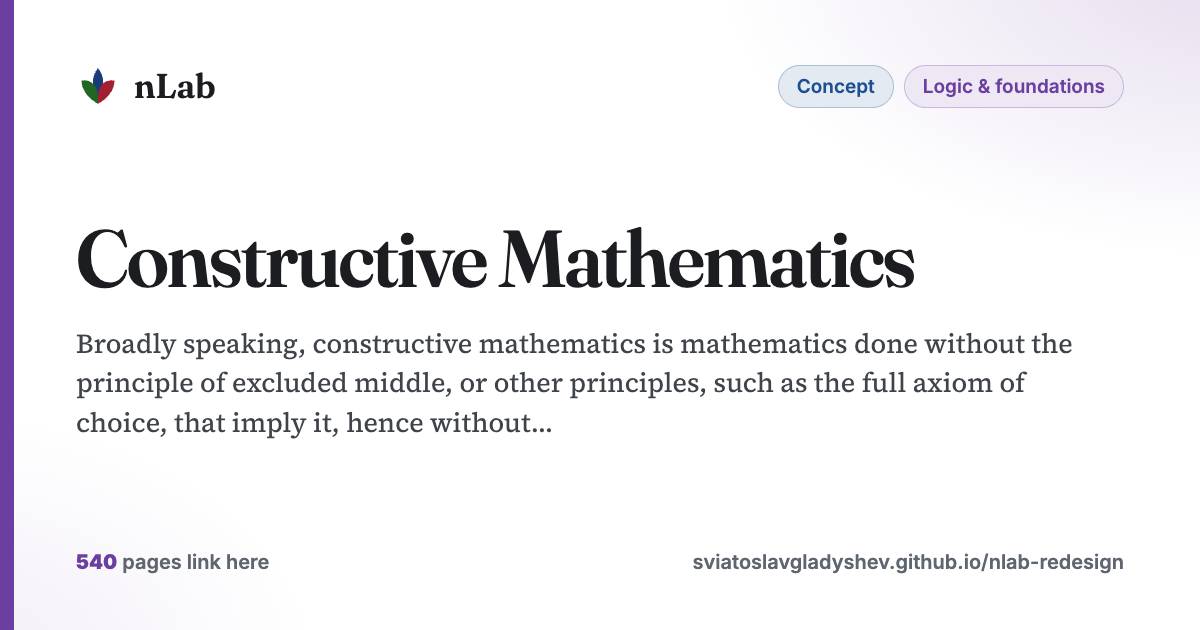 nLab
Concept
Logic & foundations
Constructive Mathematics
Broadly speaking, constructive mathematics is mathematics done without the
principle of excluded middle, or other principles, such as the full axiom of
choice, that imply it, hence without...
540 pages link here
sviatoslavgladyshev.github.io/nlab-redesign